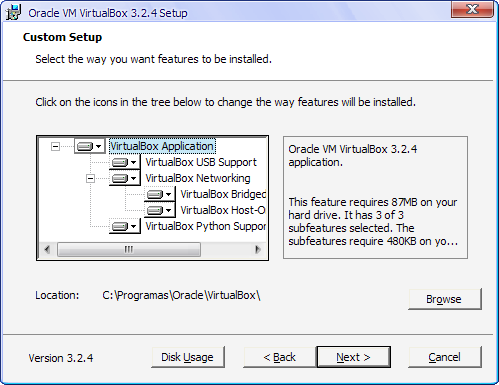 Oracle VM VirtualBox 3.2.4 Setup
Custom Setup
Select the way you want features to be installed.
Click on the icons in the tree below to change the way features will be installed.
VirtualBox Application
VirtualBox USB Support
VirtualBox Networking
VirtualBox Bridged
VirtualBox Host-O
VirtualBox Python Suppor
Oracle VM VirtualBox 3.2.4
application.
This feature requires 87MB on your
hard drive. It has 3 of 3
subfeatures selected. The
subfeatures require 480KB on yo...
Location: C:\Programas\Oracle\VirtualBox\
Browse
Version 3.2.4
Disk Usage
< Back
Next >
Cancel